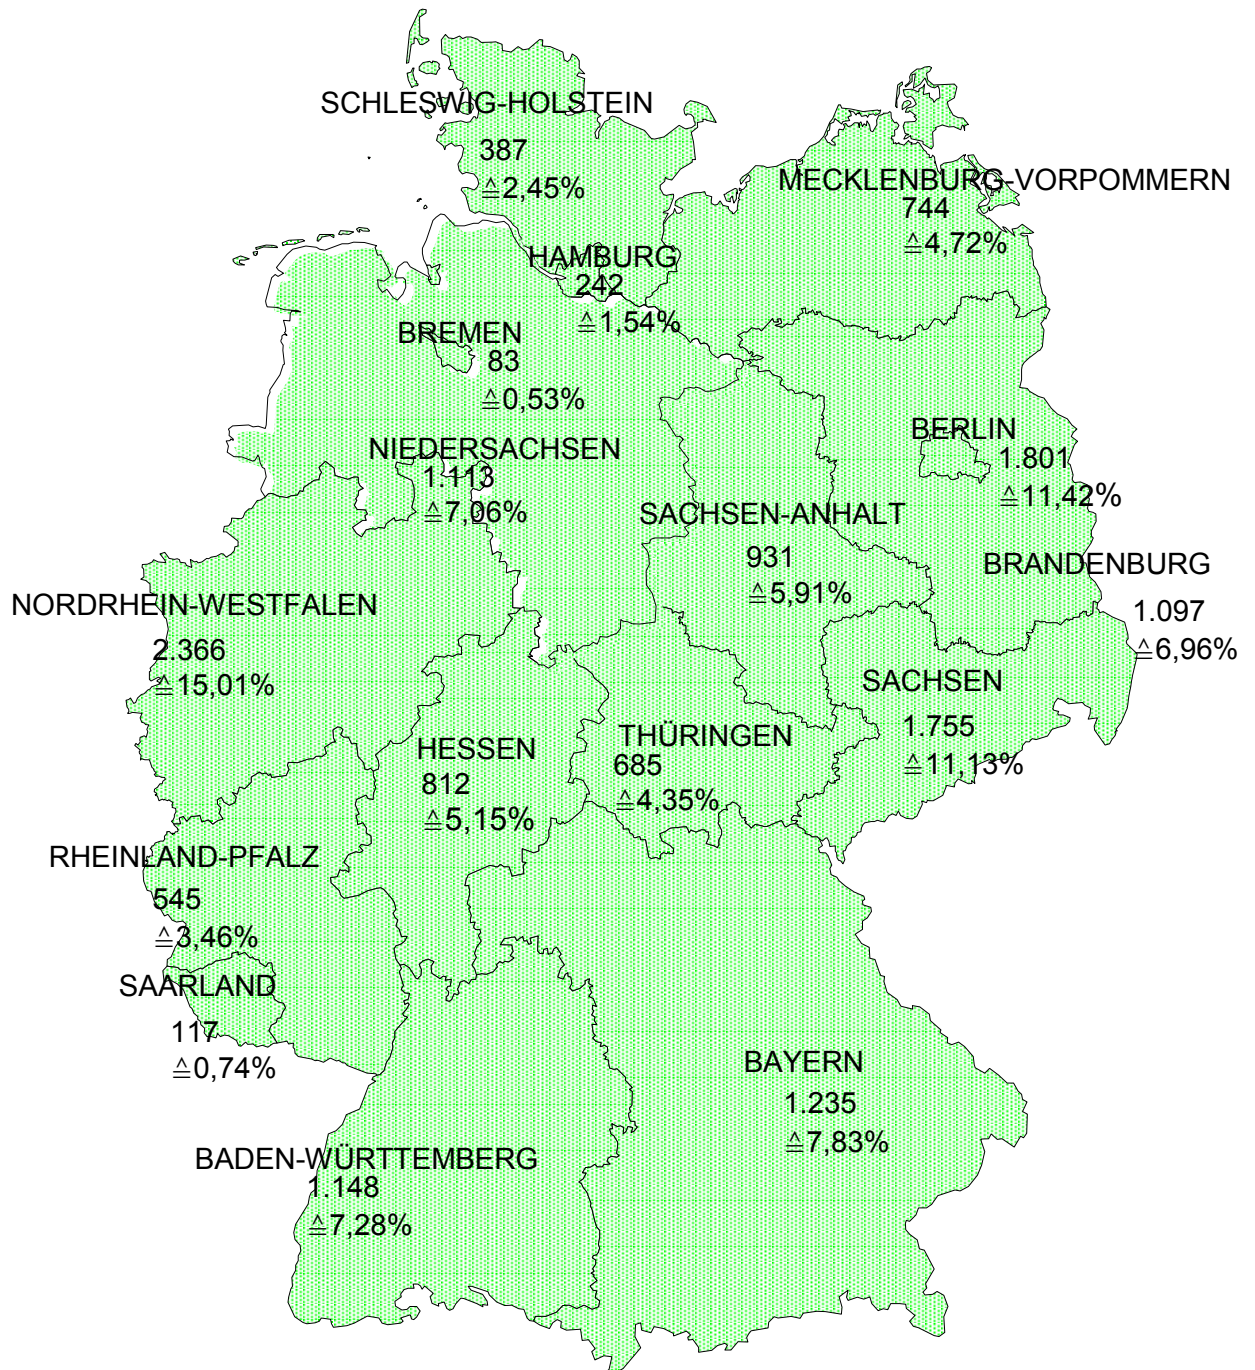 SCHLESWIG-HOLSTEIN
387
≙2,45%
MECKLENBURG-VORPOMMERN
744
≙4,72%
HAMBURG
242
≙1,54%
BREMEN
83
≙0,53%
NIEDERSACHSEN
1.113
≙7,06%
BERLIN
1.801
≙11,42%
SACHSEN-ANHALT
931
≙5,91%
BRANDENBURG
1.097
≙6,96%
NORDRHEIN-WESTFALEN
2.366
≙15,01%
SACHSEN
1.755
≙11,13%
HESSEN
812
≙5,15%
THÜRINGEN
685
≙4,35%
RHEINLAND-PFALZ
545
≙3,46%
SAARLAND
117
≙0,74%
BAYERN
1.235
≙7,83%
BADEN-WÜRTTEMBERG
1.148
≙7,28%